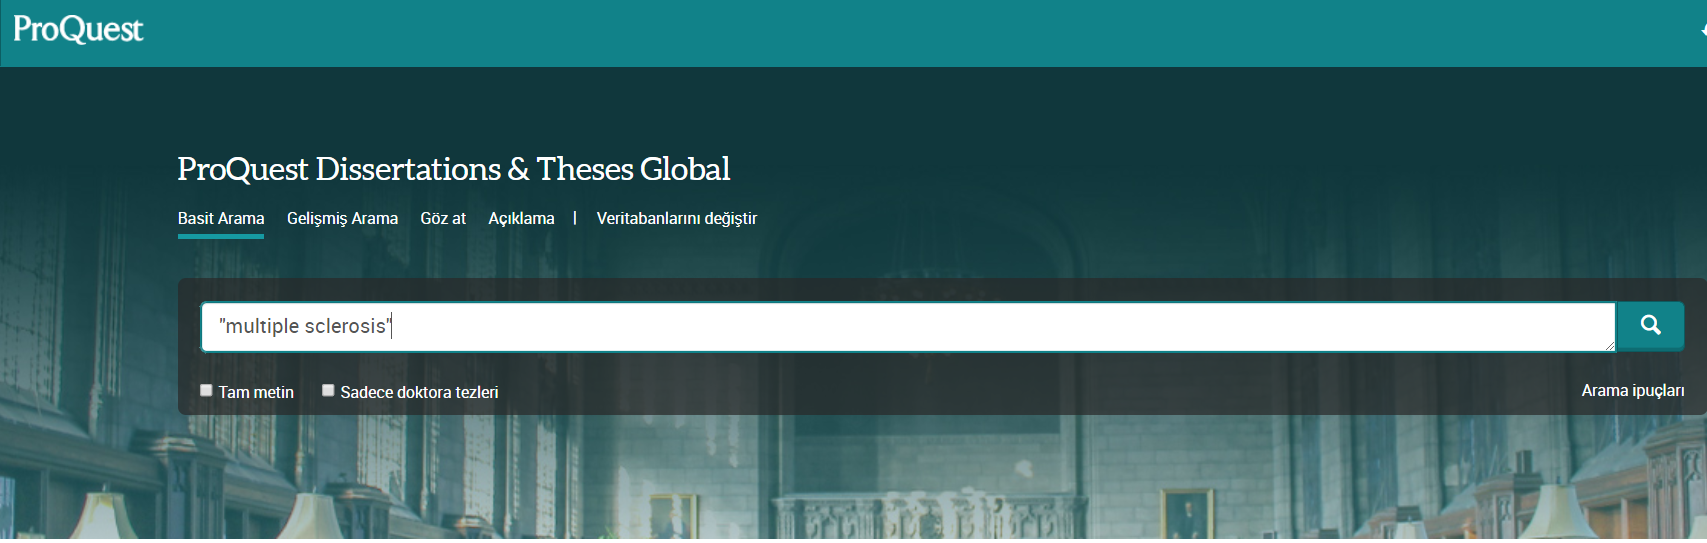 ProQuest
ProQuest Dissertations & Theses Global
Basit Arama Gelişmiş Arama Göz at Açıklama | Veritabanlarını değiştir
"multiple sclerosis"
Tam metin Sadece doktora tezleri Arama ipuçları